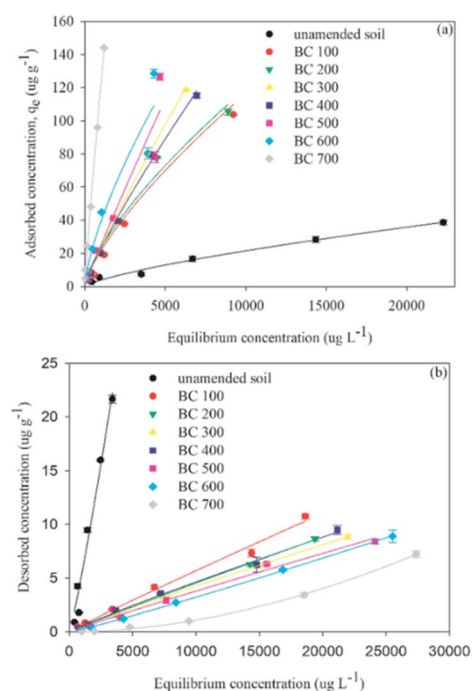 (a)
160
140
120
100
80
60
40
20
0
Adsorbed concentration, qe (ug g-1)
unamended soil
BC 100
BC 200
BC 300
BC 400
BC 500
BC 600
BC 700
0 5000 10000 15000 20000
Equilibrium concentration (ug L-1)
(b)
25
20
15
10
5
0
Desorbed concentration (ug g-1)
unamended soil
BC 100
BC 200
BC 300
BC 400
BC 500
BC 600
BC 700
0 5000 10000 15000 20000 25000 30000
Equilibrium concentration (ug L-1)